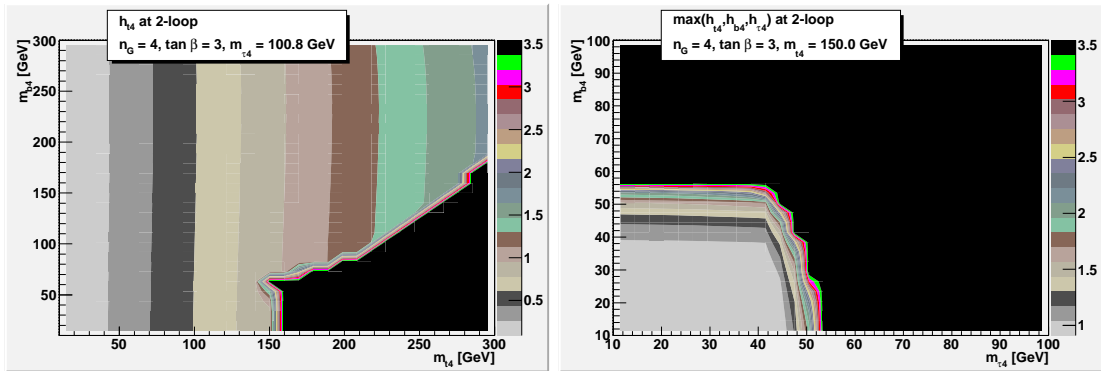 h_t4 at 2-loop
n_G = 4, tan β = 3, m_τ4 = 100.8 GeV
m_b4 [GeV]
300
250
200
150
100
50
50 100 150 200 250 300
m_t4 [GeV]
3.5
3
2.5
2
1.5
1
0.5
max(h_t4,h_b4,h_τ4) at 2-loop
n_G = 4, tan β = 3, m_t4 = 150.0 GeV
m_b4 [GeV]
100
90
80
70
60
50
40
30
20
10
10 20 30 40 50 60 70 80 90 100
m_τ4 [GeV]
3.5
3
2.5
2
1.5
1